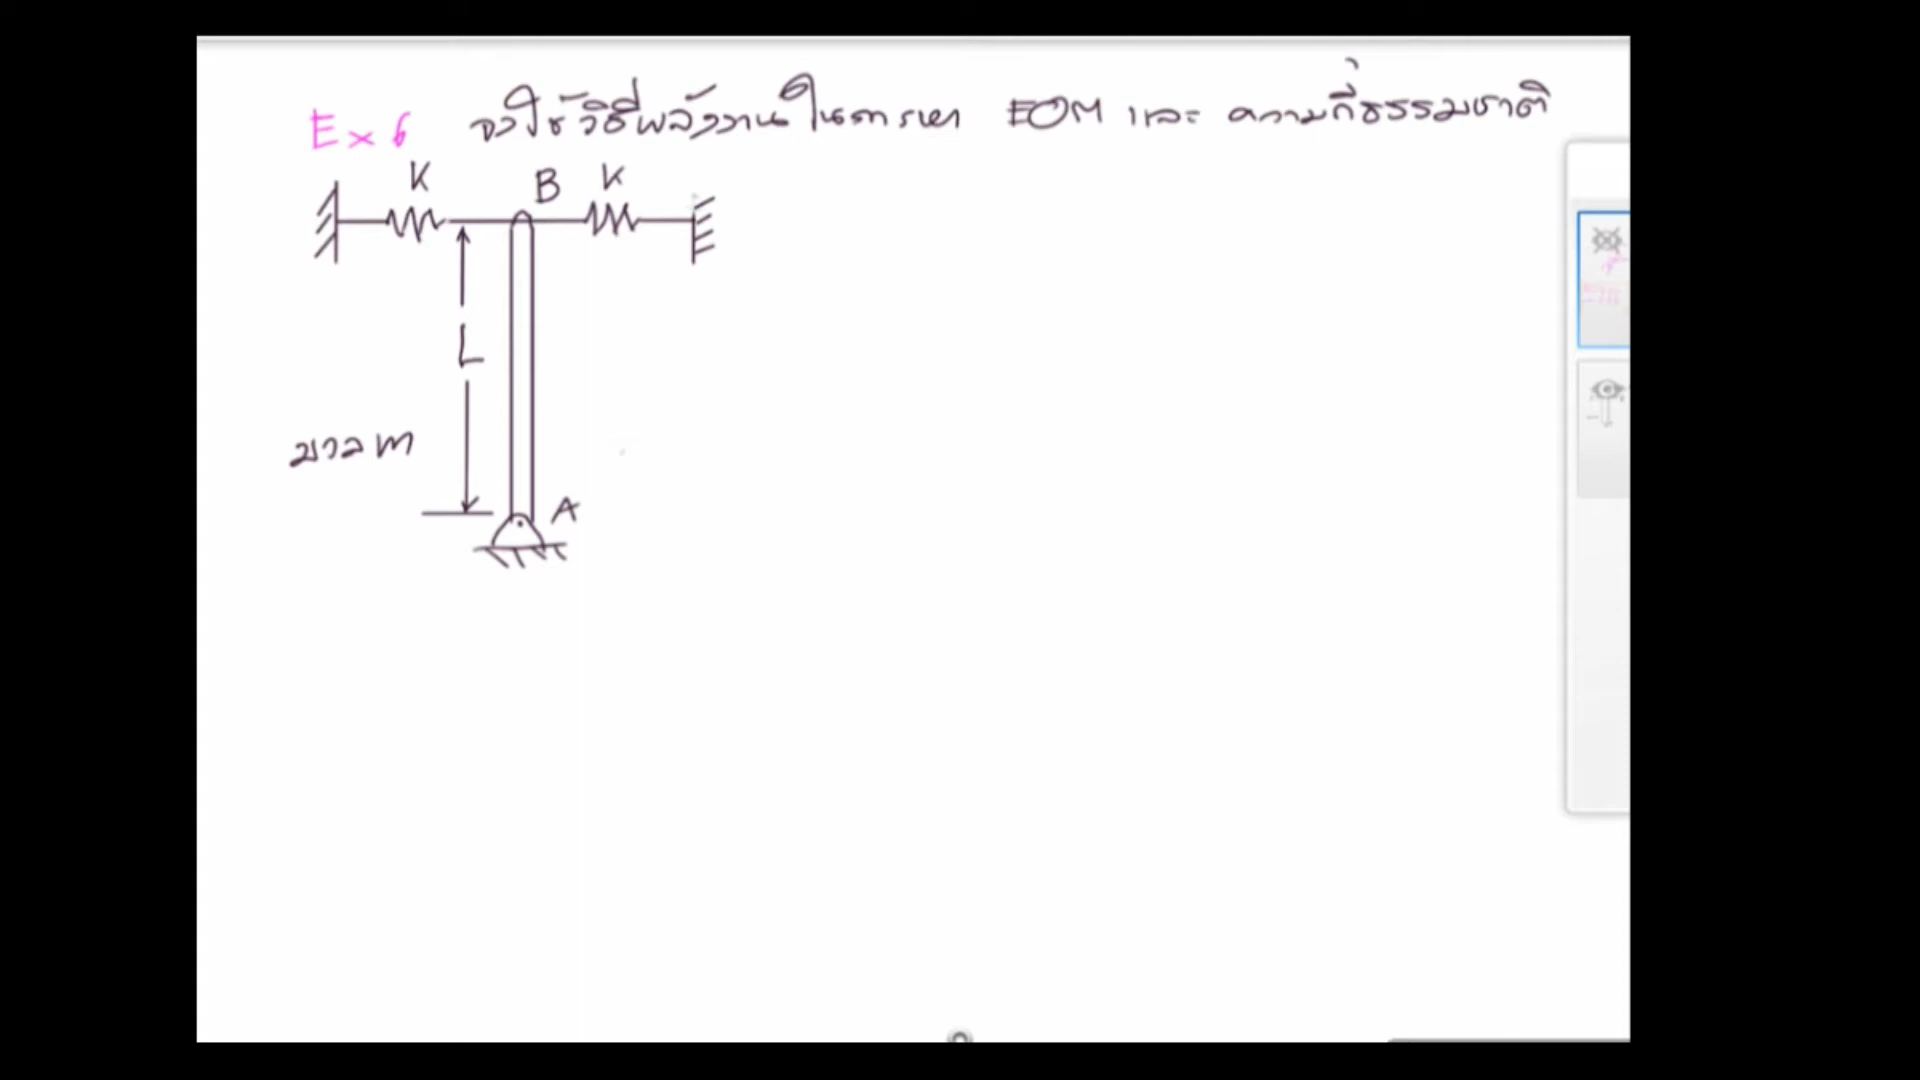 Ex 6 จงใช้วิธีพลังงานในการหา EOM และ ความถี่ธรรมชาติ
K B K
L
มวล m
A